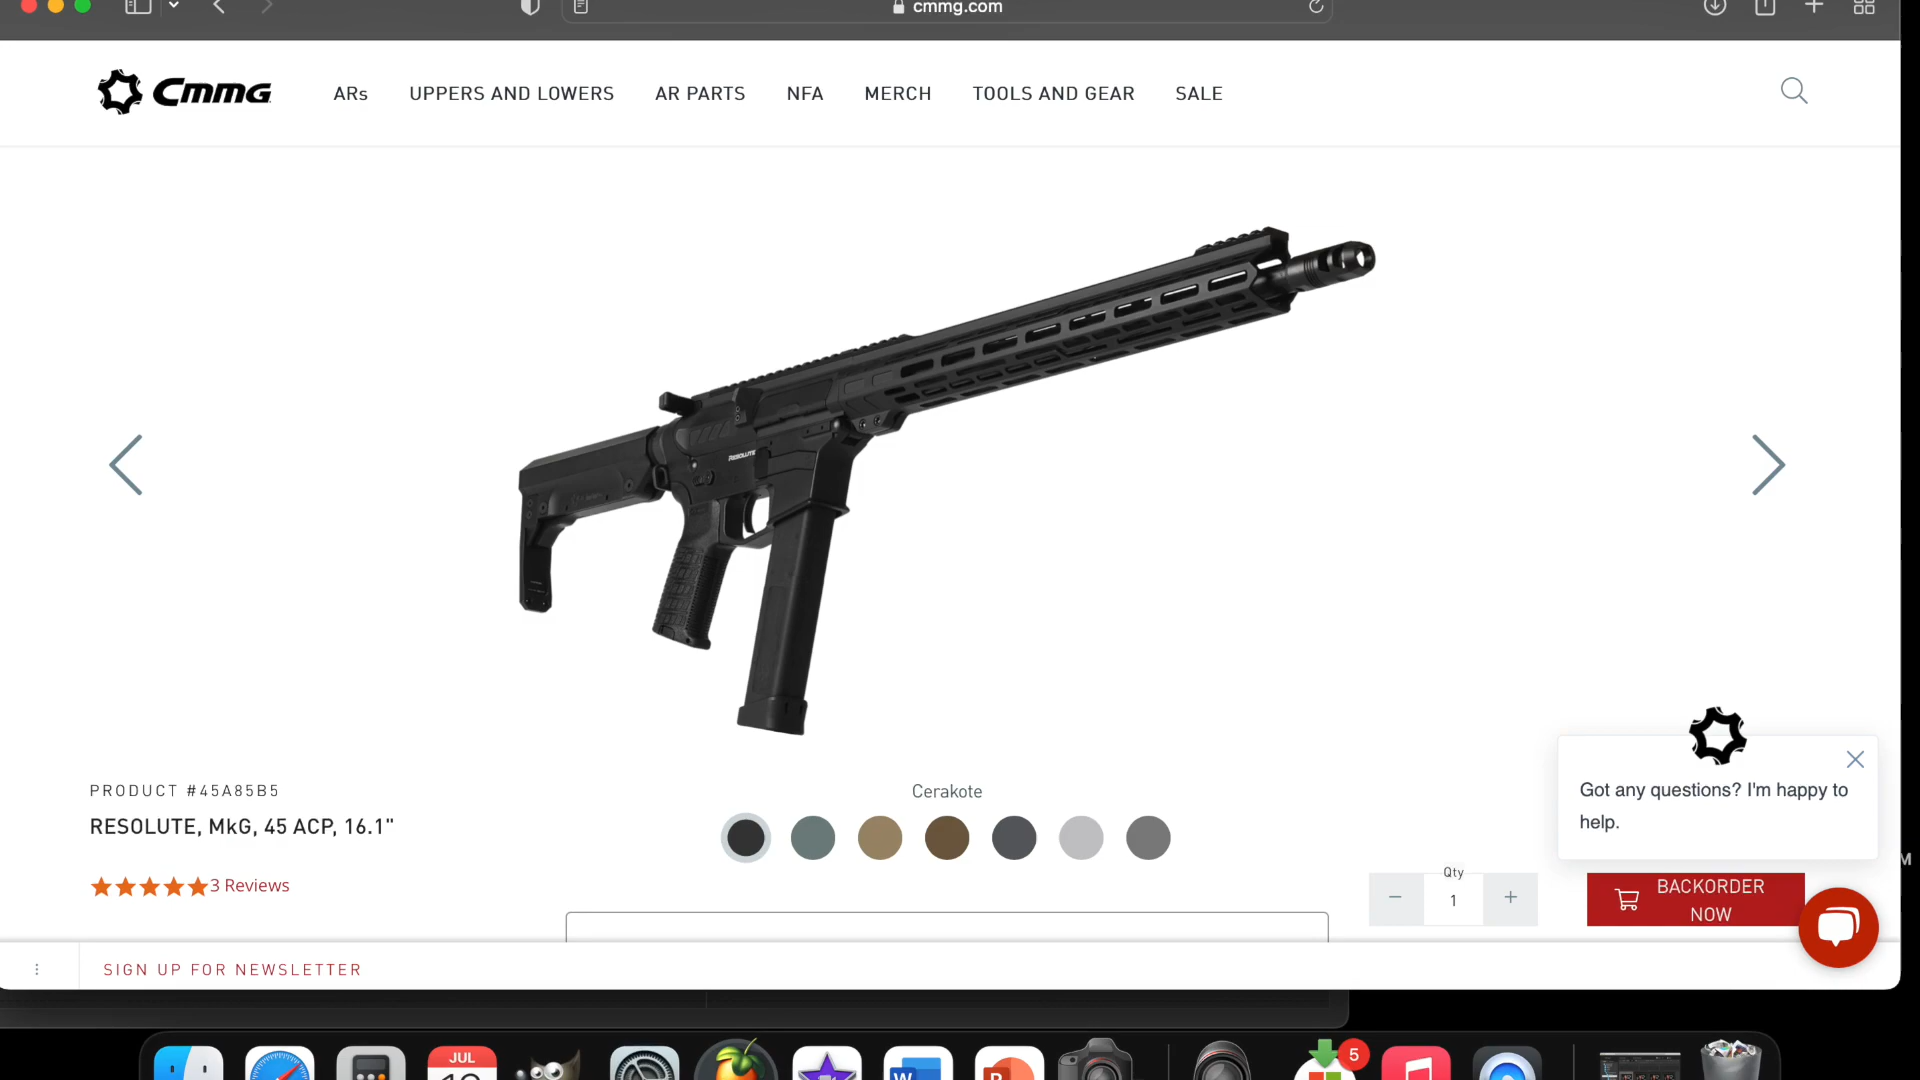 cmmg.com
CMMG
ARs
UPPERS AND LOWERS
AR PARTS
NFA
MERCH
TOOLS AND GEAR
SALE
RESOLUTE
PRODUCT #45A85B5
RESOLUTE, MkG, 45 ACP, 16.1"
3 Reviews
Cerakote
Qty
1
BACKORDER
NOW
Got any questions? I'm happy to
help.
SIGN UP FOR NEWSLETTER
M
JUL
W
P
5